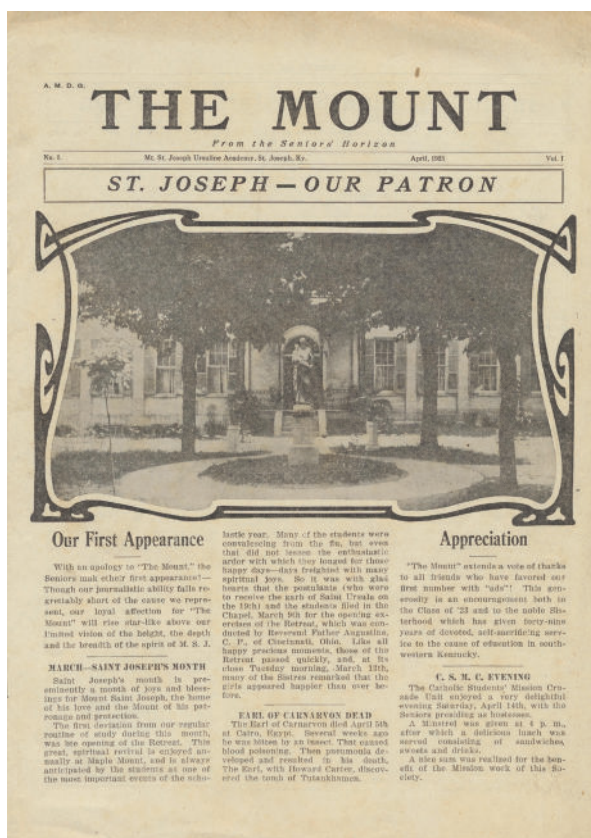 A. M. D. G.
THE MOUNT
From the Seniors' Horizon
No. 1. Mt. St. Joseph Ursuline Academy, St. Joseph, Ky. April, 1923 Vol. I
ST. JOSEPH—OUR PATRON
Our First Appearance
With an apology to "The Mount," the
Seniors mak etheir first appearance!—
Though our journalistic ability falls re-
gretably short of the cause we repre-
sent, our loyal affection for "The
Mount" will rise star-like above our
limited vision of the height, the depth
and the breadth of the spirit of M. S. J.
MARCH—SAINT JOSEPH'S MONTH
Saint Joseph's month is pre-
eminently a month of joys and bless-
ings for Mount Saint Joseph, the home
of his love and the Mount of his pat-
ronage and protection.
The first deviation from our regular
routine of study during this month,
was the opening of the Retreat. This
great, spiritual revival is enjoyed an-
nually at Maple Mount, and is always
anticipated by the students as one of
the most important events of the scho-
lastic year. Many of the students were
convalescing from the flu, but even
that did not lessen the enthusiastic
ardor with which they longed for those
happy days—days freighted with many
spiritual joys. So it was with glad
hearts that the postulants (who were
to receive the garb of Saint Ursula on
the 19th) and the students filed in the
Chapel, March 9th for the opening ex-
ercises of the Retreat, which was con-
ducted by Reverend Father Augustine,
C. P., of Cincinnati, Ohio. Like all
happy precious moments, those of the
Retreat passed quickly, and, at its
close Tuesday morning, March 13th,
many of the Sistres remarked that the
girls appeared happier than ever be-
fore.
EARL OF CARNARVON DEAD
The Earl of Carnarvon died April 5th
at Cairo, Egypt. Several weeks ago
he was bitten by an insect. That caused
blood poisoning. Then pneumonia de-
veloped and resulted in his death.
The Earl, with Howard Carter, discov-
ered the tomb of Tutankhamen.
Appreciation
"The Mount" extends a vote of thanks
to all friends who have favored our
first number with "ads"! This gen-
erosity is an encouragement both to
the Class of '23 and to the noble Sis-
terhood which has given forty-nine
years of devoted, self-sacrificing serv-
ice to the cause of education in south-
western Kentucky.
C. S. M. C. EVENING
The Catholic Students' Mission Cru-
sade Unit enjoyed a very delightful
evening Saturday, April 14th, with the
Seniors presiding as hostesses.
A Minstrel was given at 4 p. m.,
after which a delicious lunch was
served consisting of sandwiches,
sweets and drinks.
A nice sum was realized for the ben-
efit of the Mission work of this So-
ciety.